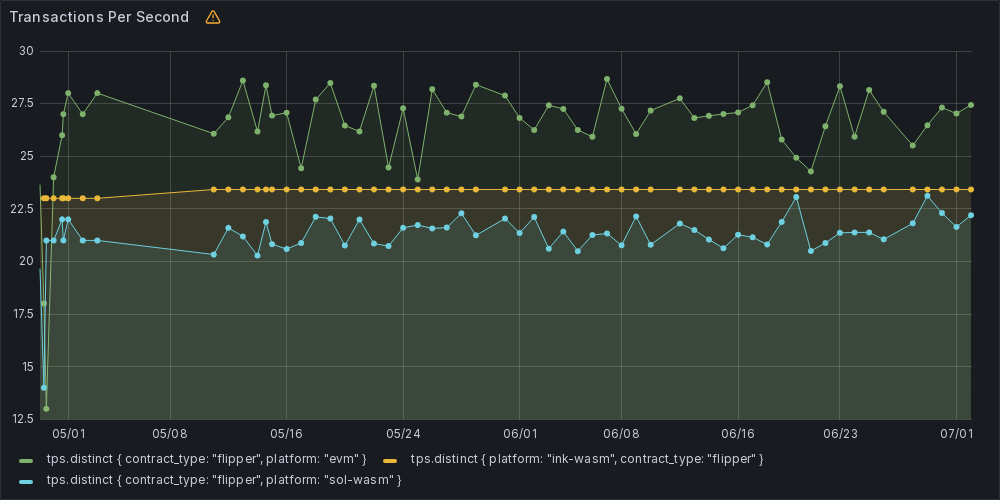 Transactions Per Second
30
27.5
25
22.5
20
17.5
15
12.5
05/01 05/08 05/16 05/24 06/01 06/08 06/16 06/23 07/01
tps.distinct { contract_type: "flipper", platform: "evm" } tps.distinct { platform: "ink-wasm", contract_type: "flipper" }
tps.distinct { contract_type: "flipper", platform: "sol-wasm" }